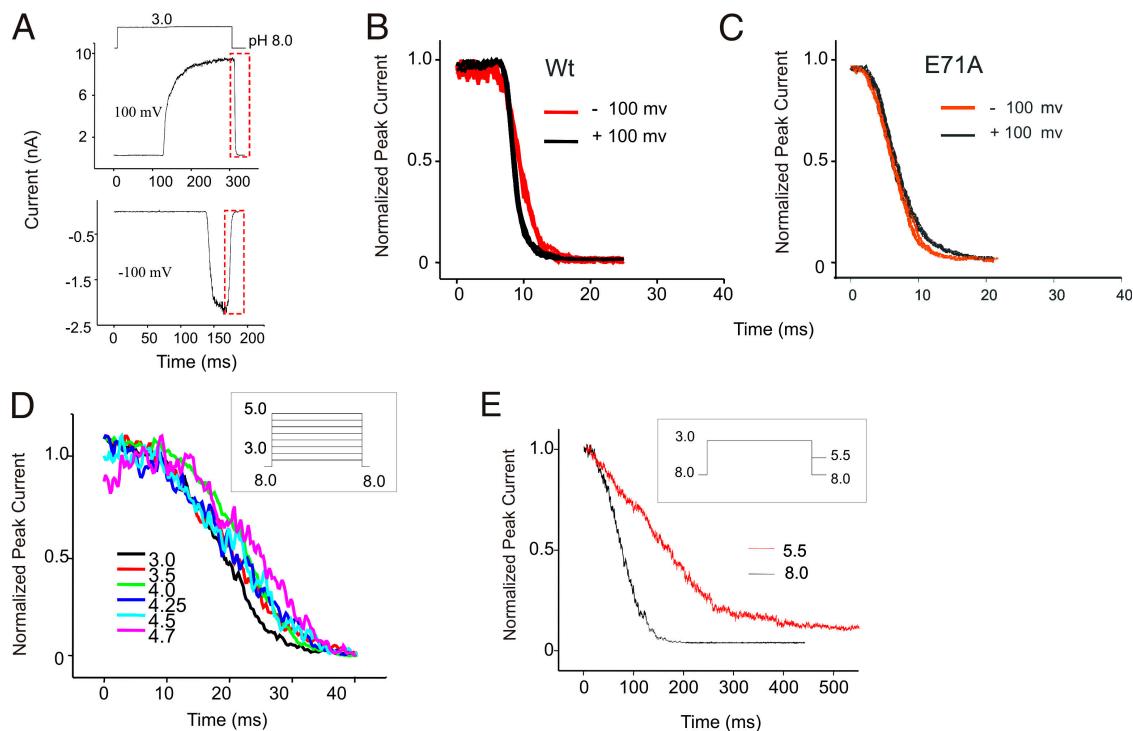 A
3.0
pH 8.0
10
8
6
4
2
100 mV
0 100 200 300
Current (nA)
-0.5
-1.5
-2.5
-100 mV
0 50 100 150 200
Time (ms)
B
Normalized Peak Current
1.0
0.5
0
Wt
- 100 mv
+ 100 mv
0 10 20 30 40
C
Normalized Peak Current
1.0
0.5
0
E71A
- 100 mv
+ 100 mv
0 10 20 30 40
Time (ms)
D
Normalized Peak Current
1.0
0.5
0
5.0
3.0
8.0 8.0
3.0
3.5
4.0
4.25
4.5
4.7
0 10 20 30 40
Time (ms)
E
Normalized Peak Current
1.0
0.5
0
3.0
5.5
8.0 8.0
5.5
8.0
0 100 200 300 400 500
Time (ms)